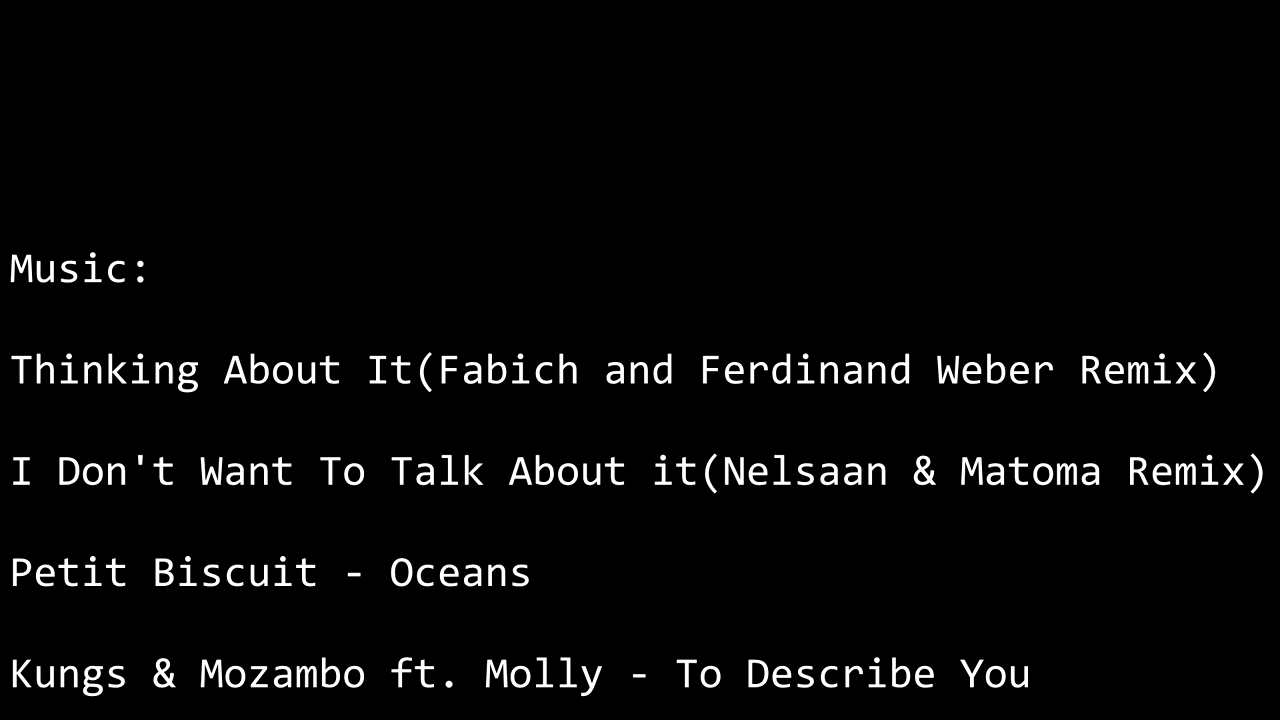 Music:
Thinking About It(Fabich and Ferdinand Weber Remix)
I Don't Want To Talk About it(Nelsaan & Matoma Remix)
Petit Biscuit - Oceans
Kungs & Mozambo ft. Molly - To Describe You